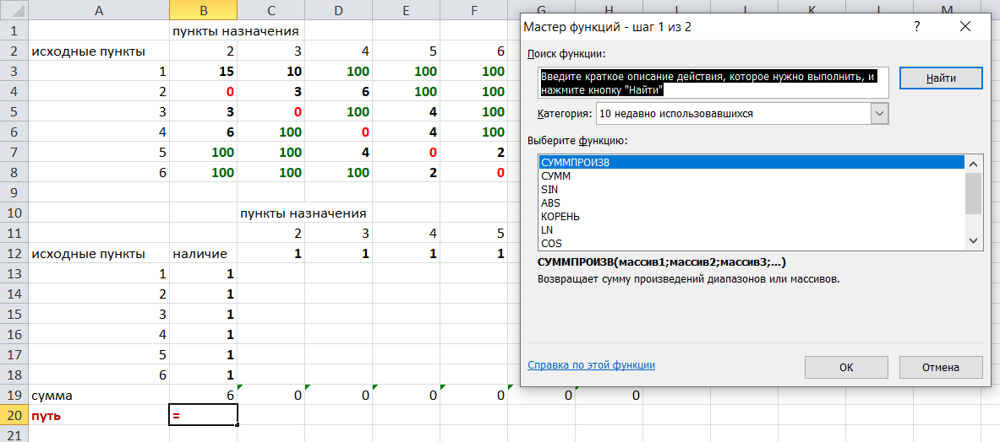 A B C D E F G H I J K L M
1 пункты назначения
2 исходные пункты 2 3 4 5 6
3 1 15 10 100 100 100
4 2 0 3 6 100 100
5 3 3 0 100 4 100
6 4 6 100 0 4 100
7 5 100 100 4 0 2
8 6 100 100 100 2 0
9
10 пункты назначения
11 2 3 4 5
12 исходные пункты наличие 1 1 1 1
13 1 1
14 2 1
15 3 1
16 4 1
17 5 1
18 6 1
19 сумма 6 0 0 0 0 0 0
20 путь =
21
Мастер функций - шаг 1 из 2
?
Поиск функции:
Введите краткое описание действия, которое нужно выполнить, и
нажмите кнопку "Найти"
Найти
Категория: 10 недавно использовавшихся
Выберите функцию:
СУММПРОИЗВ
СУММ
SIN
ABS
КОРЕНЬ
LN
COS
СУММПРОИЗВ(массив1;массив2;массив3;...)
Возвращает сумму произведений диапазонов или массивов.
Справка по этой функции
ОК Отмена